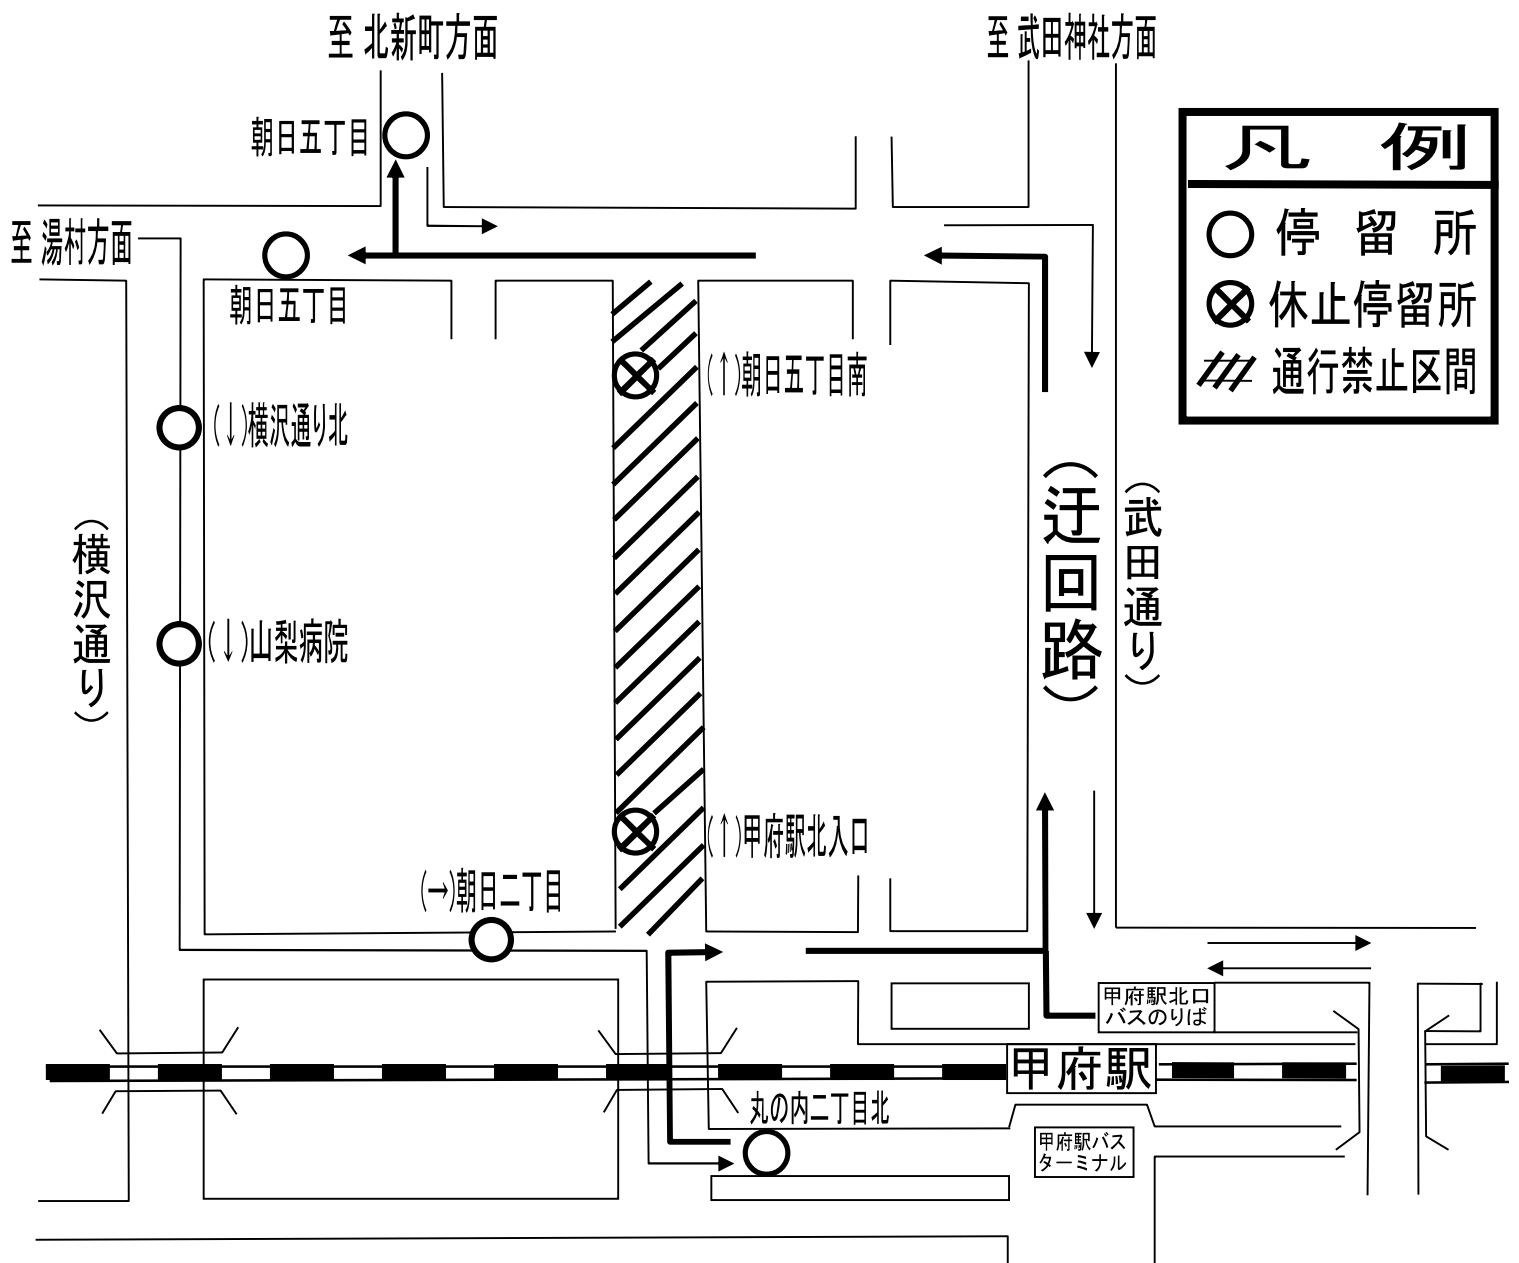 至 北新町方面
至 武田神社方面
朝日五丁目
凡 例
停 留 所
休止停留所
通行禁止区間
至 湯村方面
朝日五丁目
(↑)朝日五丁目南
(↓)横沢通り北
(迂回路)
(武田通り)
(横沢通り)
(↓)山梨病院
(↑)甲府駅北入口
(→)朝日二丁目
甲府駅北口
バスのりば
甲府駅
丸の内二丁目北
甲府駅バス
ターミナル